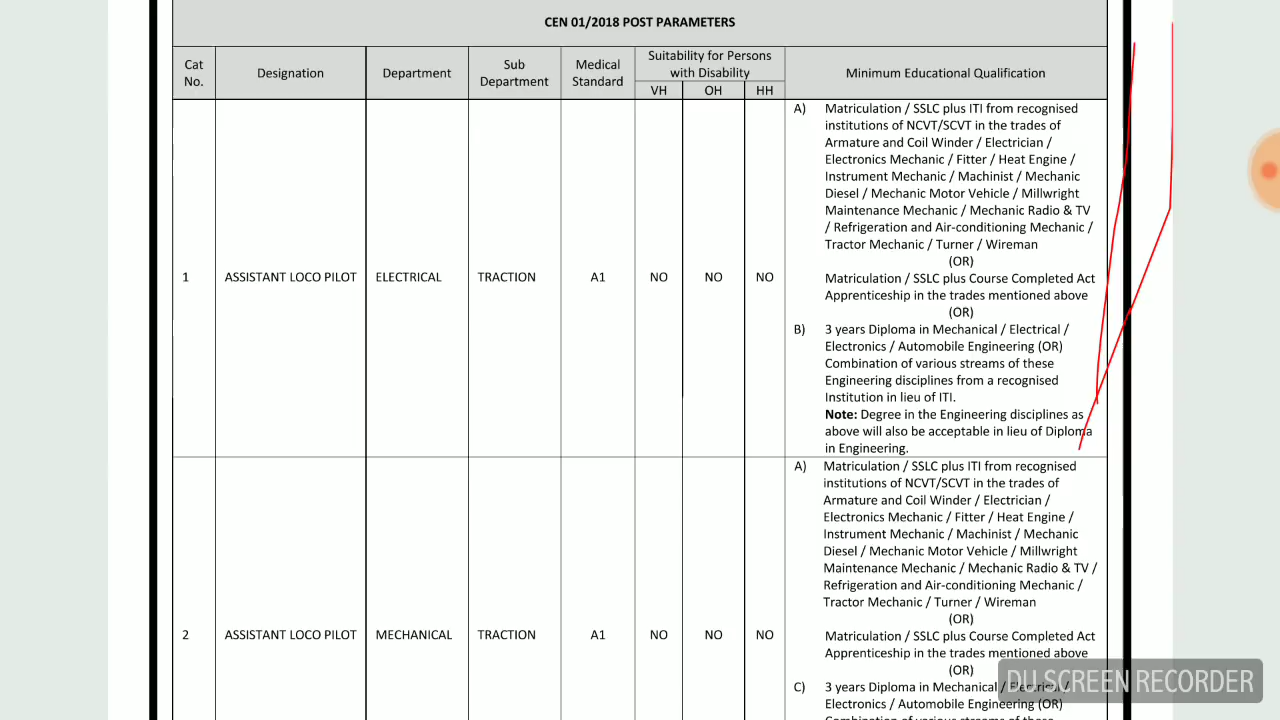 CEN 01/2018 POST PARAMETERS
Cat No.
Designation
Department
Sub Department
Medical Standard
Suitability for Persons with Disability
VH OH HH
Minimum Educational Qualification
1
ASSISTANT LOCO PILOT
ELECTRICAL
TRACTION
A1
NO
NO
NO
A) Matriculation / SSLC plus ITI from recognised
institutions of NCVT/SCVT in the trades of
Armature and Coil Winder / Electrician /
Electronics Mechanic / Fitter / Heat Engine /
Instrument Mechanic / Machinist / Mechanic
Diesel / Mechanic Motor Vehicle / Millwright
Maintenance Mechanic / Mechanic Radio & TV
/ Refrigeration and Air-conditioning Mechanic /
Tractor Mechanic / Turner / Wireman
(OR)
Matriculation / SSLC plus Course Completed Act
Apprenticeship in the trades mentioned above
(OR)
B) 3 years Diploma in Mechanical / Electrical /
Electronics / Automobile Engineering (OR)
Combination of various streams of these
Engineering disciplines from a recognised
Institution in lieu of ITI.
Note: Degree in the Engineering disciplines as
above will also be acceptable in lieu of Diploma
in Engineering.
2
ASSISTANT LOCO PILOT
MECHANICAL
TRACTION
A1
NO
NO
NO
A) Matriculation / SSLC plus ITI from recognised
institutions of NCVT/SCVT in the trades of
Armature and Coil Winder / Electrician /
Electronics Mechanic / Fitter / Heat Engine /
Instrument Mechanic / Machinist / Mechanic
Diesel / Mechanic Motor Vehicle / Millwright
Maintenance Mechanic / Mechanic Radio & TV /
Refrigeration and Air-conditioning Mechanic /
Tractor Mechanic / Turner / Wireman
(OR)
Matriculation / SSLC plus Course Completed Act
Apprenticeship in the trades mentioned above
(OR)
C) 3 years Diploma in Mechanical / Electrical /
Electronics / Automobile Engineering (OR)
Combination of various streams of these
DU SCREEN RECORDER